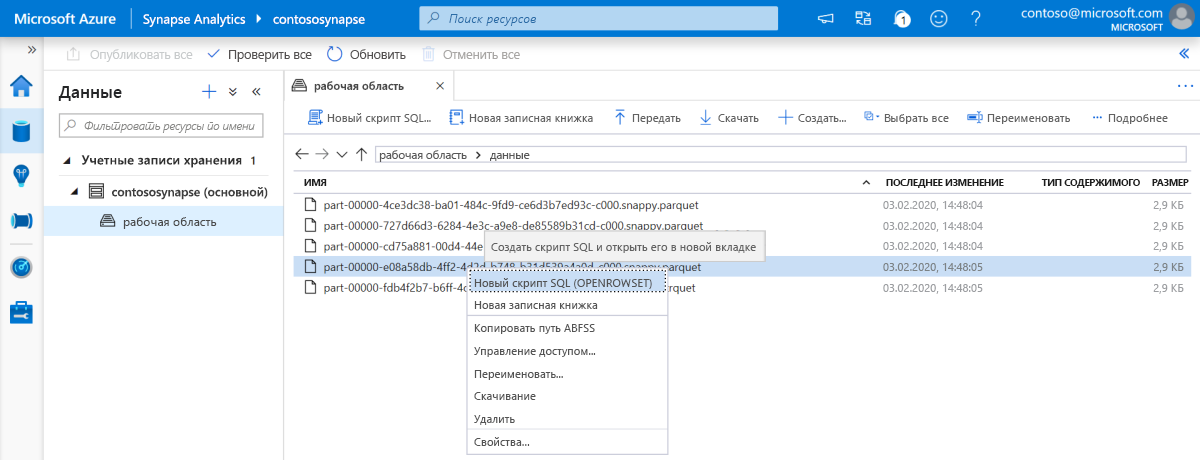 Microsoft Azure Synapse Analytics contososynapse Поиск ресурсов 1 ? contoso@microsoft.com
MICROSOFT
» Опубликовать все Проверить все Обновить Отменить все «
Данные + «
Фильтровать ресурсы по имени
Учетные записи хранения 1
contososynapse (основной)
рабочая область
рабочая область × ...
Новый скрипт SQL... Новая записная книжка Передать Скачать Создать... Выбрать все Переименовать ... Подробнее
рабочая область > данные
ИМЯ ПОСЛЕДНЕЕ ИЗМЕНЕНИЕ ТИП СОДЕРЖИМОГО РАЗМЕР
part-00000-4ce3dc38-ba01-484c-9fd9-ce6d3b7ed93c-c000.snappy.parquet 03.02.2020, 14:48:04 2,9 КБ
part-00000-727d66d3-6284-4e3c-a9e8-de85589b31cd-c000.snappy.parquet 03.02.2020, 14:48:04 2,9 КБ
part-00000-cd75a881-00d4-44e 03.02.2020, 14:48:04 2,9 КБ
Создать скрипт SQL и открыть его в новой вкладке
part-00000-e08a58db-4ff2-4d2d-b748-b31d539a4a0d-c000.snappy.parquet 03.02.2020, 14:48:05 2,9 КБ
part-00000-fdb4f2b7-b6ff-4 rquet 03.02.2020, 14:48:05 2,9 КБ
Новый скрипт SQL (OPENROWSET)
Новая записная книжка
Копировать путь ABFSS
Управление доступом...
Переименовать...
Скачивание
Удалить
Свойства...